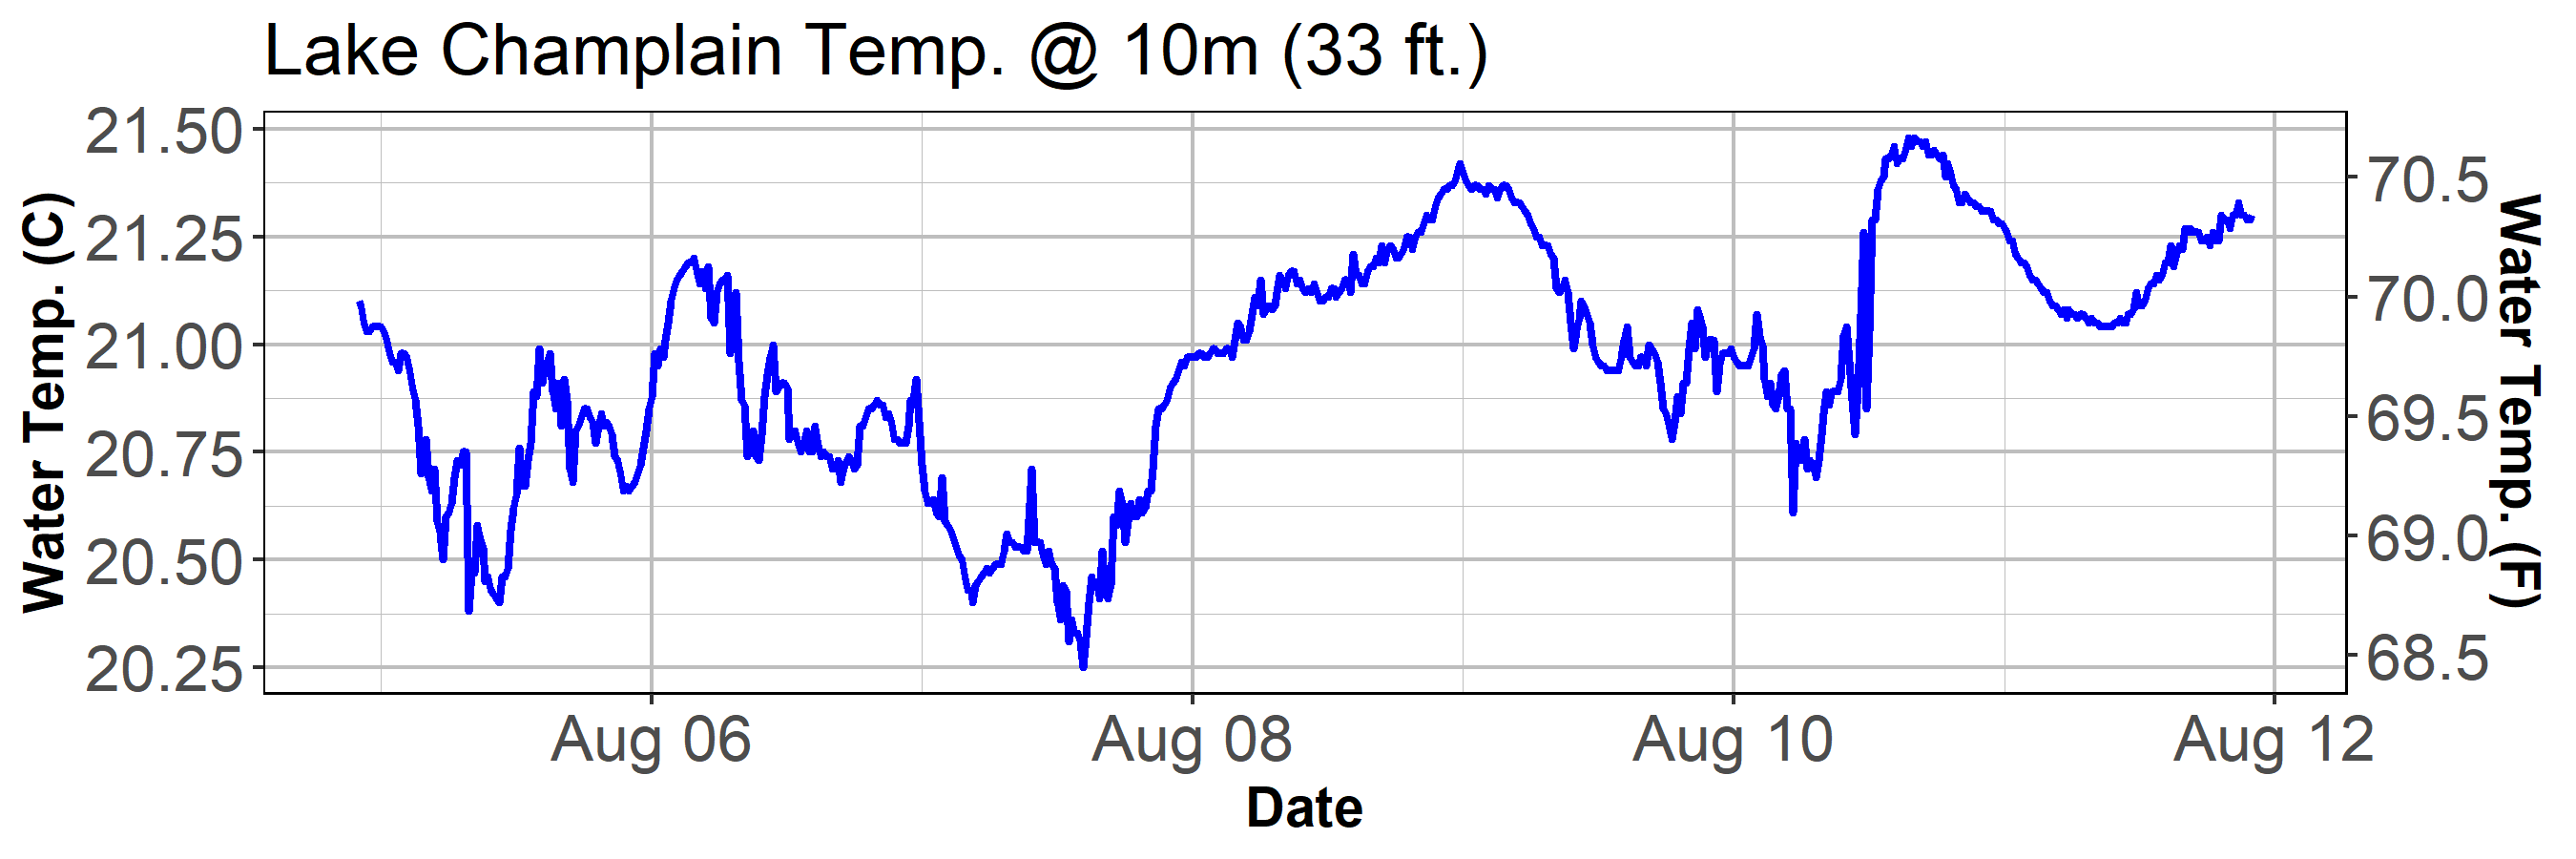 Lake Champlain Temp. @ 10m (33 ft.)
Water Temp. (C)
21.50
21.25
21.00
20.75
20.50
20.25
70.5
70.0
69.5
69.0
68.5
Water Temp. (F)
Aug 06
Aug 08
Aug 10
Aug 12
Date